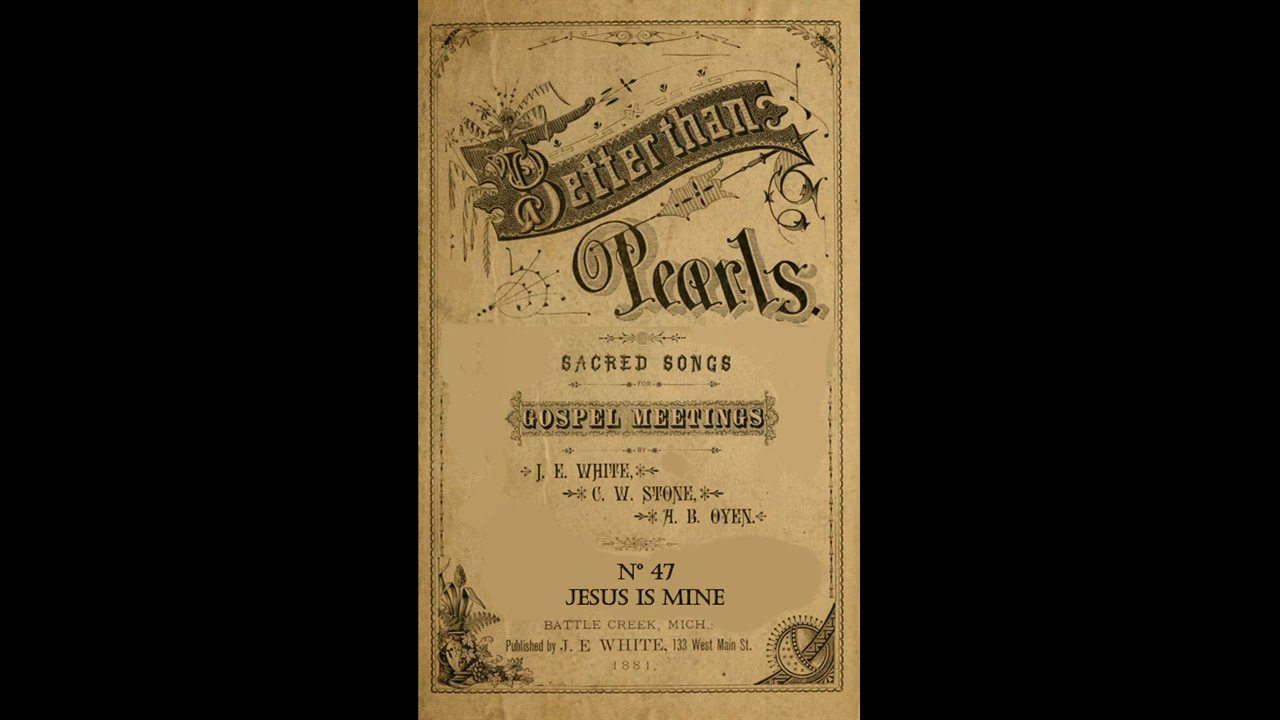 Better than
Pearls.
SACRED SONGS
FOR
GOSPEL MEETINGS
BY
J. E. WHITE,
C. W. STONE,
A. B. OYEN.
Nº 47
JESUS IS MINE
BATTLE CREEK, MICH.:
Published by J. E WHITE, 133 West Main St.
1881.